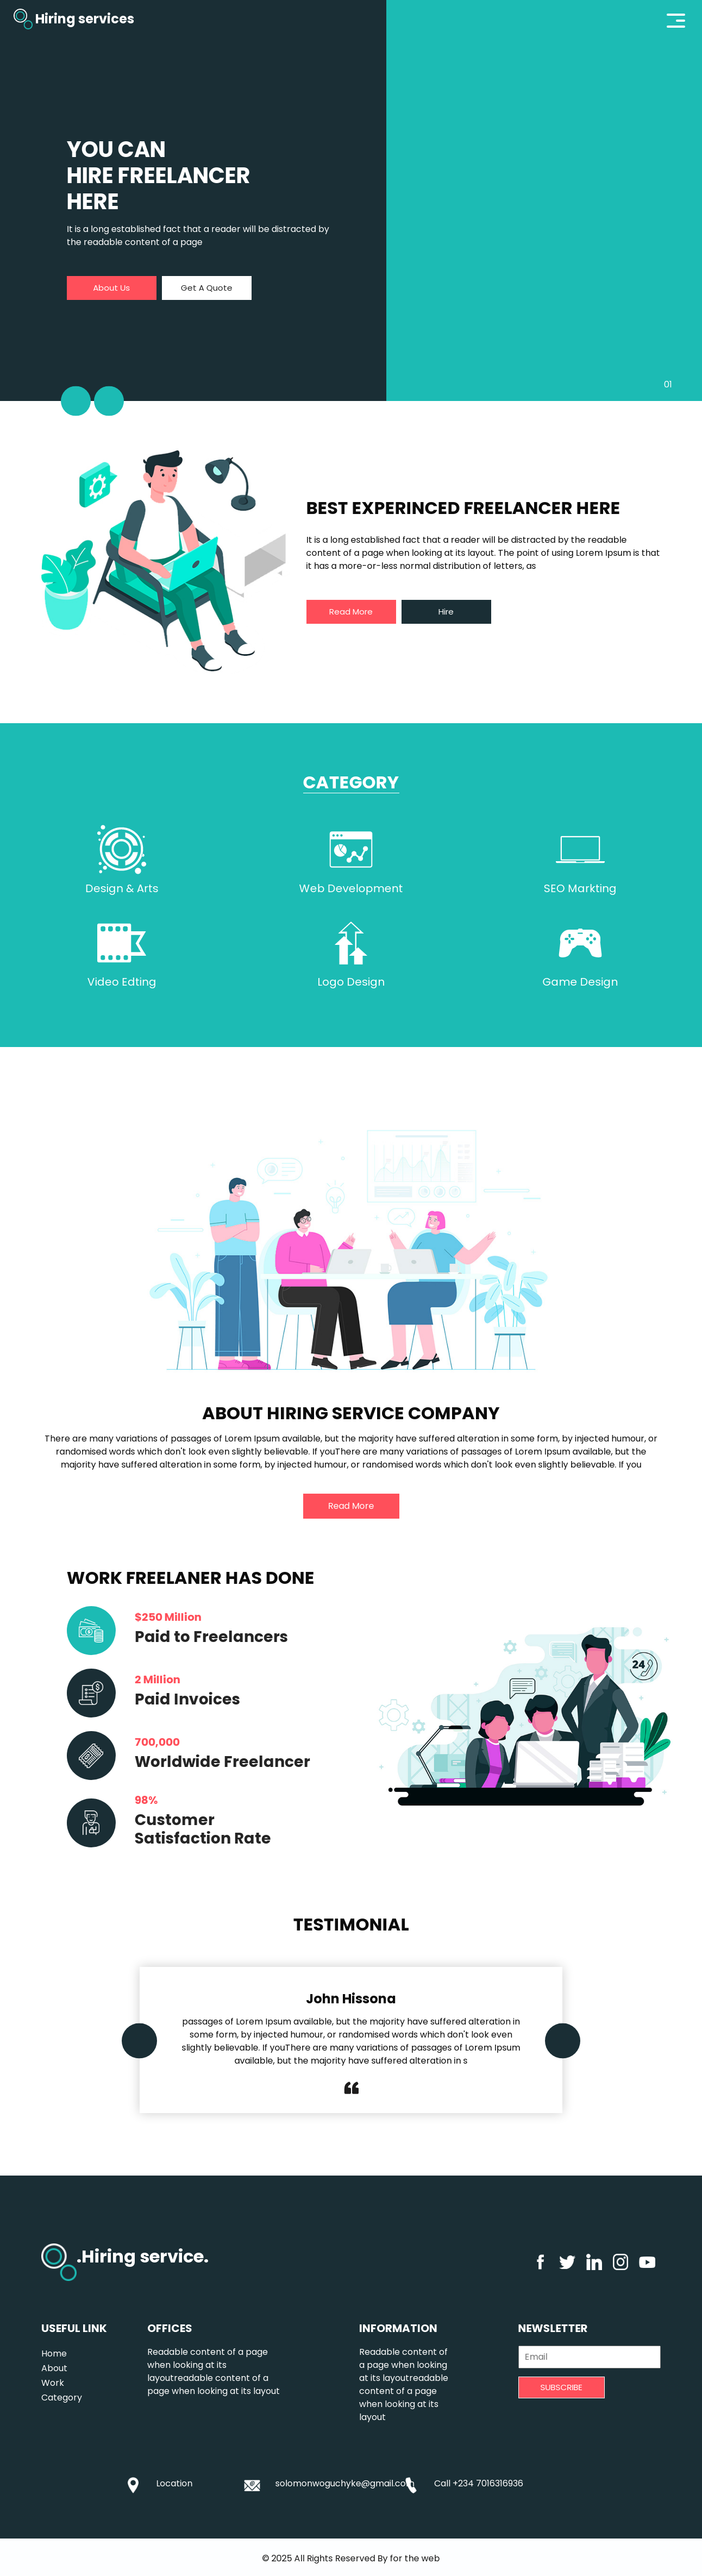 Hiring services
YOU CAN
HIRE FREELANCER
HERE
It is a long established fact that a reader will be distracted by
the readable content of a page
About Us
Get A Quote
01
BEST EXPERINCED FREELANCER HERE
It is a long established fact that a reader will be distracted by the readable
content of a page when looking at its layout. The point of using Lorem Ipsum is that
it has a more-or-less normal distribution of letters, as
Read More
Hire
CATEGORY
Design & Arts
Web Development
SEO Markting
Video Edting
Logo Design
Game Design
ABOUT HIRING SERVICE COMPANY
There are many variations of passages of Lorem Ipsum available, but the majority have suffered alteration in some form, by injected humour, or
randomised words which don't look even slightly believable. If youThere are many variations of passages of Lorem Ipsum available, but the
majority have suffered alteration in some form, by injected humour, or randomised words which don't look even slightly believable. If you
Read More
WORK FREELANER HAS DONE
$250 Million
Paid to Freelancers
2 Million
Paid Invoices
700,000
Worldwide Freelancer
98%
Customer
Satisfaction Rate
24
TESTIMONIAL
John Hissona
passages of Lorem Ipsum available, but the majority have suffered alteration in
some form, by injected humour, or randomised words which don't look even
slightly believable. If youThere are many variations of passages of Lorem Ipsum
available, but the majority have suffered alteration in s
.Hiring service.
USEFUL LINK
Home
About
Work
Category
OFFICES
Readable content of a page
when looking at its
layoutreadable content of a
page when looking at its layout
INFORMATION
Readable content of
a page when looking
at its layoutreadable
content of a page
when looking at its
layout
NEWSLETTER
Email
SUBSCRIBE
Location
solomonwoguchyke@gmail.com
Call +234 7016316936
© 2025 All Rights Reserved By for the web